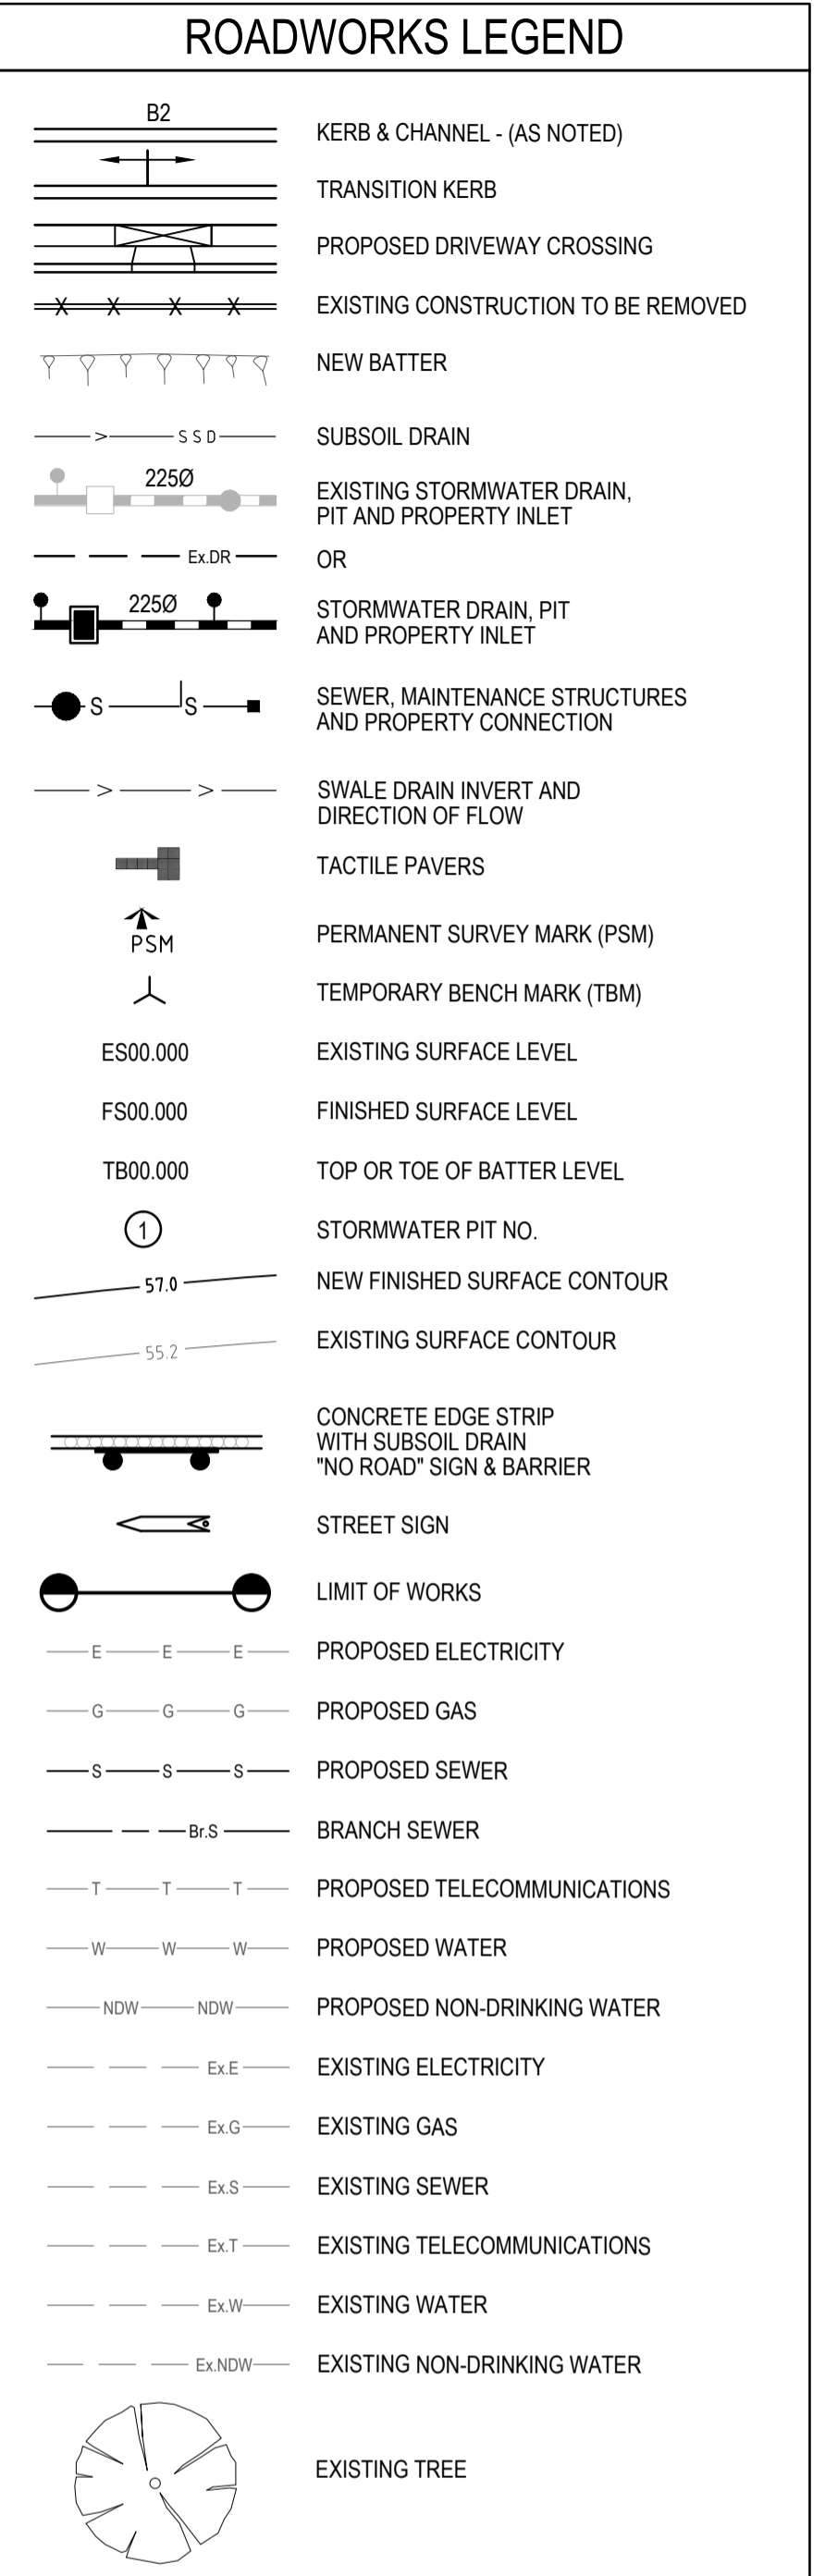 ROADWORKS LEGEND
B2
KERB & CHANNEL - (AS NOTED)
TRANSITION KERB
PROPOSED DRIVEWAY CROSSING
X X X X EXISTING CONSTRUCTION TO BE REMOVED
NEW BATTER
> S S D SUBSOIL DRAIN
225Ø
EXISTING STORMWATER DRAIN,
PIT AND PROPERTY INLET
Ex.DR OR
225Ø
STORMWATER DRAIN, PIT
AND PROPERTY INLET
S S
SEWER, MAINTENANCE STRUCTURES
AND PROPERTY CONNECTION
> >
SWALE DRAIN INVERT AND
DIRECTION OF FLOW
TACTILE PAVERS
PSM PERMANENT SURVEY MARK (PSM)
TEMPORARY BENCH MARK (TBM)
ES00.000 EXISTING SURFACE LEVEL
FS00.000 FINISHED SURFACE LEVEL
TB00.000 TOP OR TOE OF BATTER LEVEL
1 STORMWATER PIT NO.
57.0 NEW FINISHED SURFACE CONTOUR
55.2 EXISTING SURFACE CONTOUR
CONCRETE EDGE STRIP
WITH SUBSOIL DRAIN
"NO ROAD" SIGN & BARRIER
STREET SIGN
LIMIT OF WORKS
E E E PROPOSED ELECTRICITY
G G G PROPOSED GAS
S S S PROPOSED SEWER
Br.S BRANCH SEWER
T T T PROPOSED TELECOMMUNICATIONS
W W W PROPOSED WATER
NDW NDW PROPOSED NON-DRINKING WATER
Ex.E EXISTING ELECTRICITY
Ex.G EXISTING GAS
Ex.S EXISTING SEWER
Ex.T EXISTING TELECOMMUNICATIONS
Ex.W EXISTING WATER
Ex.NDW EXISTING NON-DRINKING WATER
EXISTING TREE